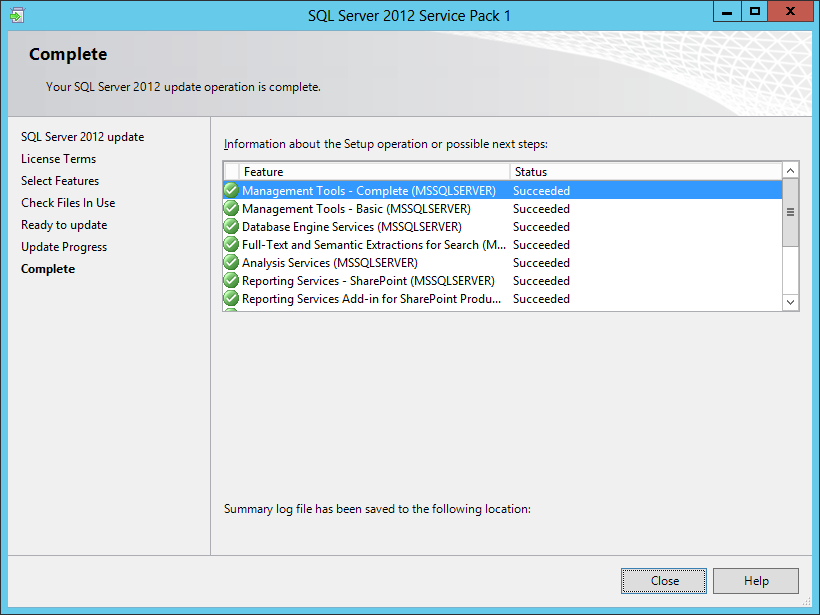 SQL Server 2012 Service Pack 1
Complete
Your SQL Server 2012 update operation is complete.
SQL Server 2012 update
License Terms
Select Features
Check Files In Use
Ready to update
Update Progress
Complete
Information about the Setup operation or possible next steps:
Feature Status
Management Tools - Complete (MSSQLSERVER) Succeeded
Management Tools - Basic (MSSQLSERVER) Succeeded
Database Engine Services (MSSQLSERVER) Succeeded
Full-Text and Semantic Extractions for Search (M... Succeeded
Analysis Services (MSSQLSERVER) Succeeded
Reporting Services - SharePoint (MSSQLSERVER) Succeeded
Reporting Services Add-in for SharePoint Produ... Succeeded
Summary log file has been saved to the following location:
Close Help